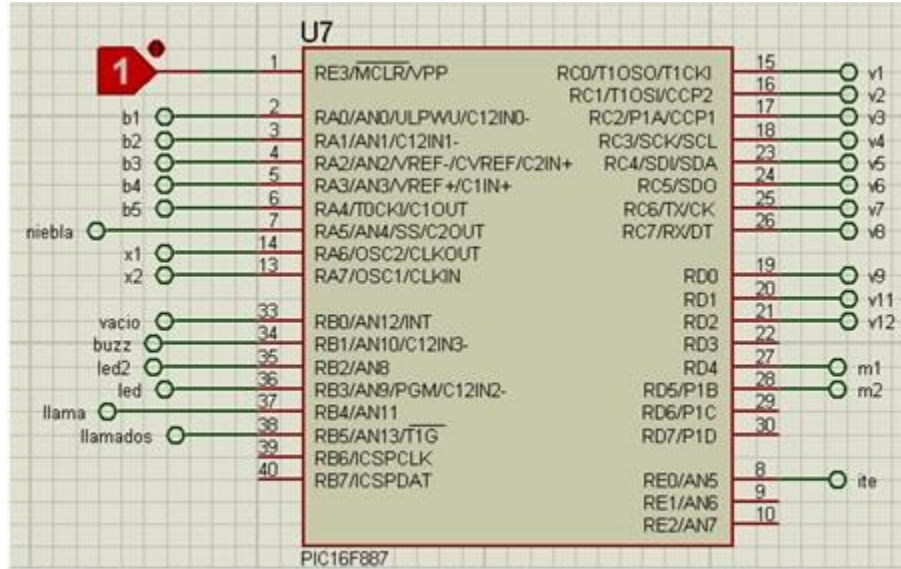 U7
1
1 RE3/MCLR/VPP
b1 2 RA0/AN0/ULPWU/C12IN0-
b2 3 RA1/AN1/C12IN1-
b3 4 RA2/AN2/VREF-/CVREF/C2IN+
b4 5 RA3/AN3/VREF+/C1IN+
b5 6 RA4/T0CKI/C1OUT
niebla 7 RA5/AN4/SS/C2OUT
x1 14 RA6/OSC2/CLKOUT
x2 13 RA7/OSC1/CLKIN
vacio 33 RB0/AN12/INT
buzz 34 RB1/AN10/C12IN3-
led2 35 RB2/AN8
led 36 RB3/AN9/PGM/C12IN2-
llama 37 RB4/AN11
llamados 38 RB5/AN13/T1G
39 RB6/ICSPCLK
40 RB7/ICSPDAT
RC0/T1OSO/T1CKI 15 v1
RC1/T1OSI/CCP2 16 v2
RC2/P1A/CCP1 17 v3
RC3/SCK/SCL 18 v4
RC4/SDI/SDA 23 v5
RC5/SDO 24 v6
RC6/TX/CK 25 v7
RC7/RX/DT 26 v8
RD0 19 v9
RD1 20 v11
RD2 21 v12
RD3 22
RD4 27 m1
RD5/P1B 28 m2
RD6/P1C 29
RD7/P1D 30
RE0/AN5 8 ite
RE1/AN6 9
RE2/AN7 10
PIC16F887